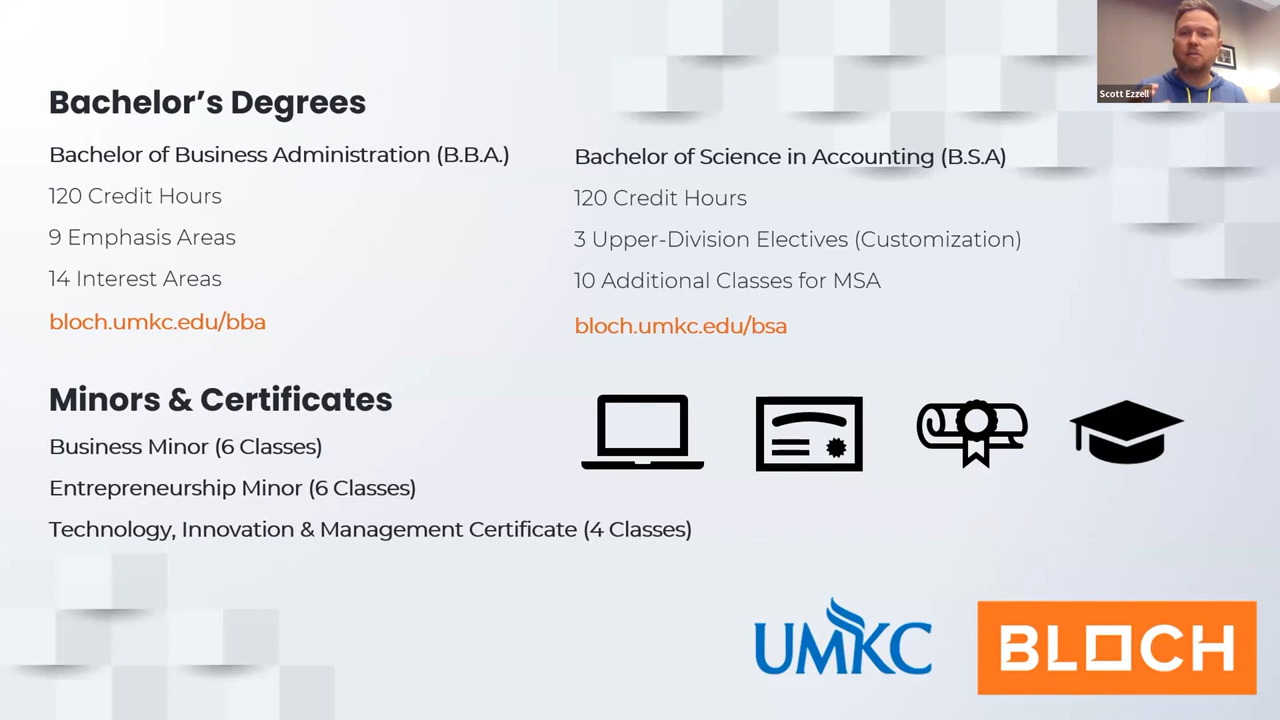 Scott Ezzell
Bachelor's Degrees
Bachelor of Business Administration (B.B.A.)
120 Credit Hours
9 Emphasis Areas
14 Interest Areas
bloch.umkc.edu/bba
Bachelor of Science in Accounting (B.S.A)
120 Credit Hours
3 Upper-Division Electives (Customization)
10 Additional Classes for MSA
bloch.umkc.edu/bsa
Minors & Certificates
Business Minor (6 Classes)
Entrepreneurship Minor (6 Classes)
Technology, Innovation & Management Certificate (4 Classes)
UMKC
BLOCH